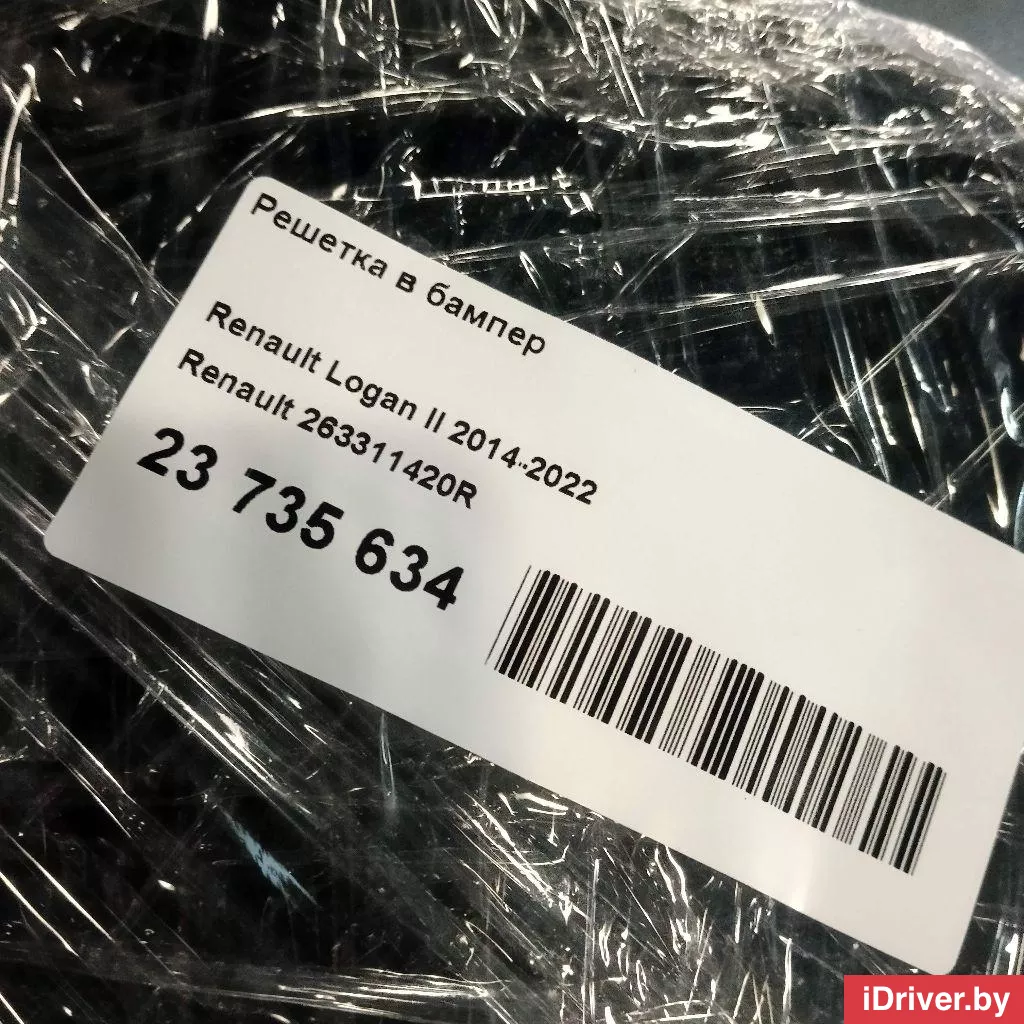 Решетка в бампер
Renault Logan II 2014-2022
Renault 263311420R
23 735 634
iDriver.by